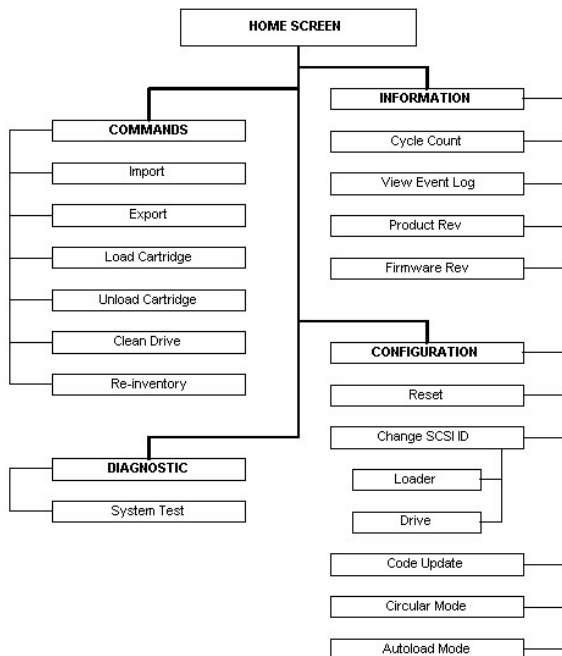 HOME SCREEN
COMMANDS
Import
Export
Load Cartridge
Unload Cartridge
Clean Drive
Re-inventory
DIAGNOSTIC
System Test
INFORMATION
Cycle Count
View Event Log
Product Rev
Firmware Rev
CONFIGURATION
Reset
Change SCSI ID
Loader
Drive
Code Update
Circular Mode
Autoload Mode